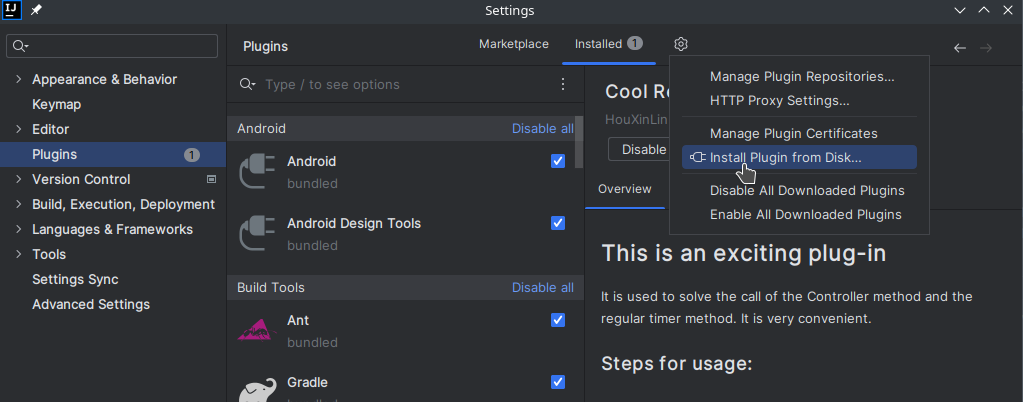 IJ
Settings
Plugins
Marketplace
Installed 1
Appearance & Behavior
Keymap
Editor
Plugins 1
Version Control
Build, Execution, Deployment
Languages & Frameworks
Tools
Settings Sync
Advanced Settings
Type / to see options
Android Disable all
Android
bundled
Android Design Tools
bundled
Build Tools Disable all
Ant
bundled
Gradle
Cool R
HouXinLin
Disable
Overview
Manage Plugin Repositories...
HTTP Proxy Settings...
Manage Plugin Certificates
Install Plugin from Disk...
Disable All Downloaded Plugins
Enable All Downloaded Plugins
This is an exciting plug-in
It is used to solve the call of the Controller method and the
regular timer method. It is very convenient.
Steps for usage: